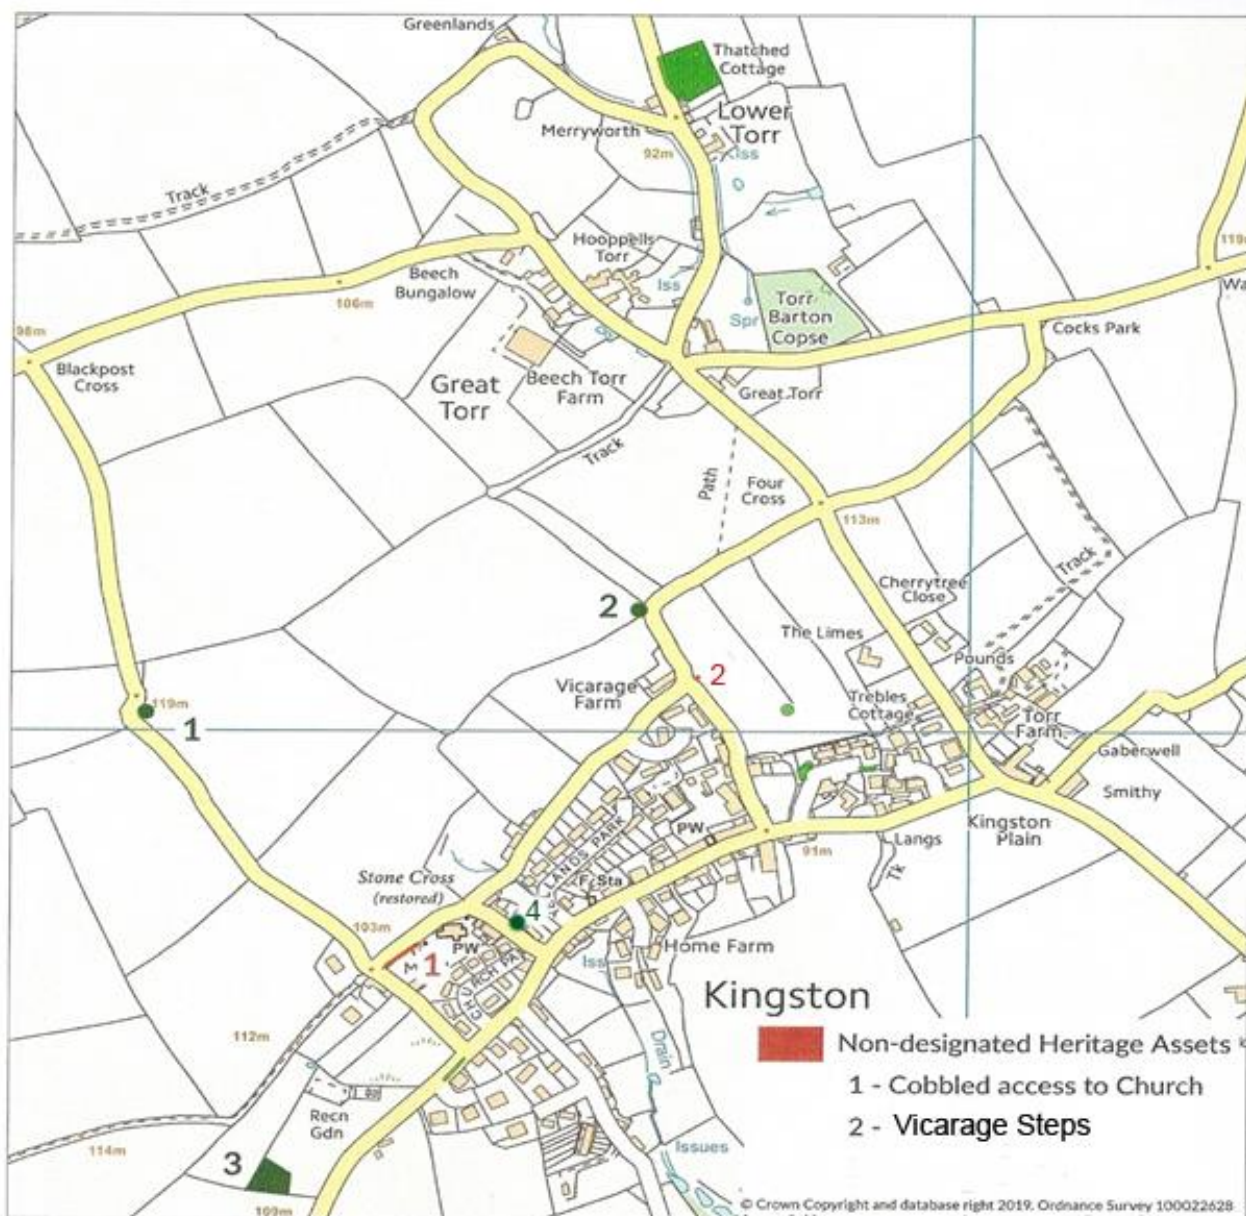 Greenlands
Thatched
Cottage
Merryworth
Lower
Torr
92m
Iss
Track
Hooppells
Torr
119m
Beech
Bungalow
106m
Iss
Spr
Torr
Barton
Copse
Wa
98m
Cocks Park
Blackpost
Cross
Great
Torr
Beech Torr
Farm
Great Torr
Track
Path
Four
Cross
113m
Track
Cherrytree
Close
2
The Limes
Pounds
Vicarage
Farm
2
Trebles
Cottage
119m
1
Torr
Farm
Gaberwell
Smithy
PW
Kingston
Plain
Langs
91m
Tk
Stone Cross
(restored)
F Sta
4
103m
PW
1
CHURCH PARK
Iss
Home Farm
Kingston
112m
Drain
Non-designated Heritage Assets
1 - Cobbled access to Church
2 - Vicarage Steps
Recn
Gdn
114m
3
Issues
109m
© Crown Copyright and database right 2019. Ordnance Survey 100022628